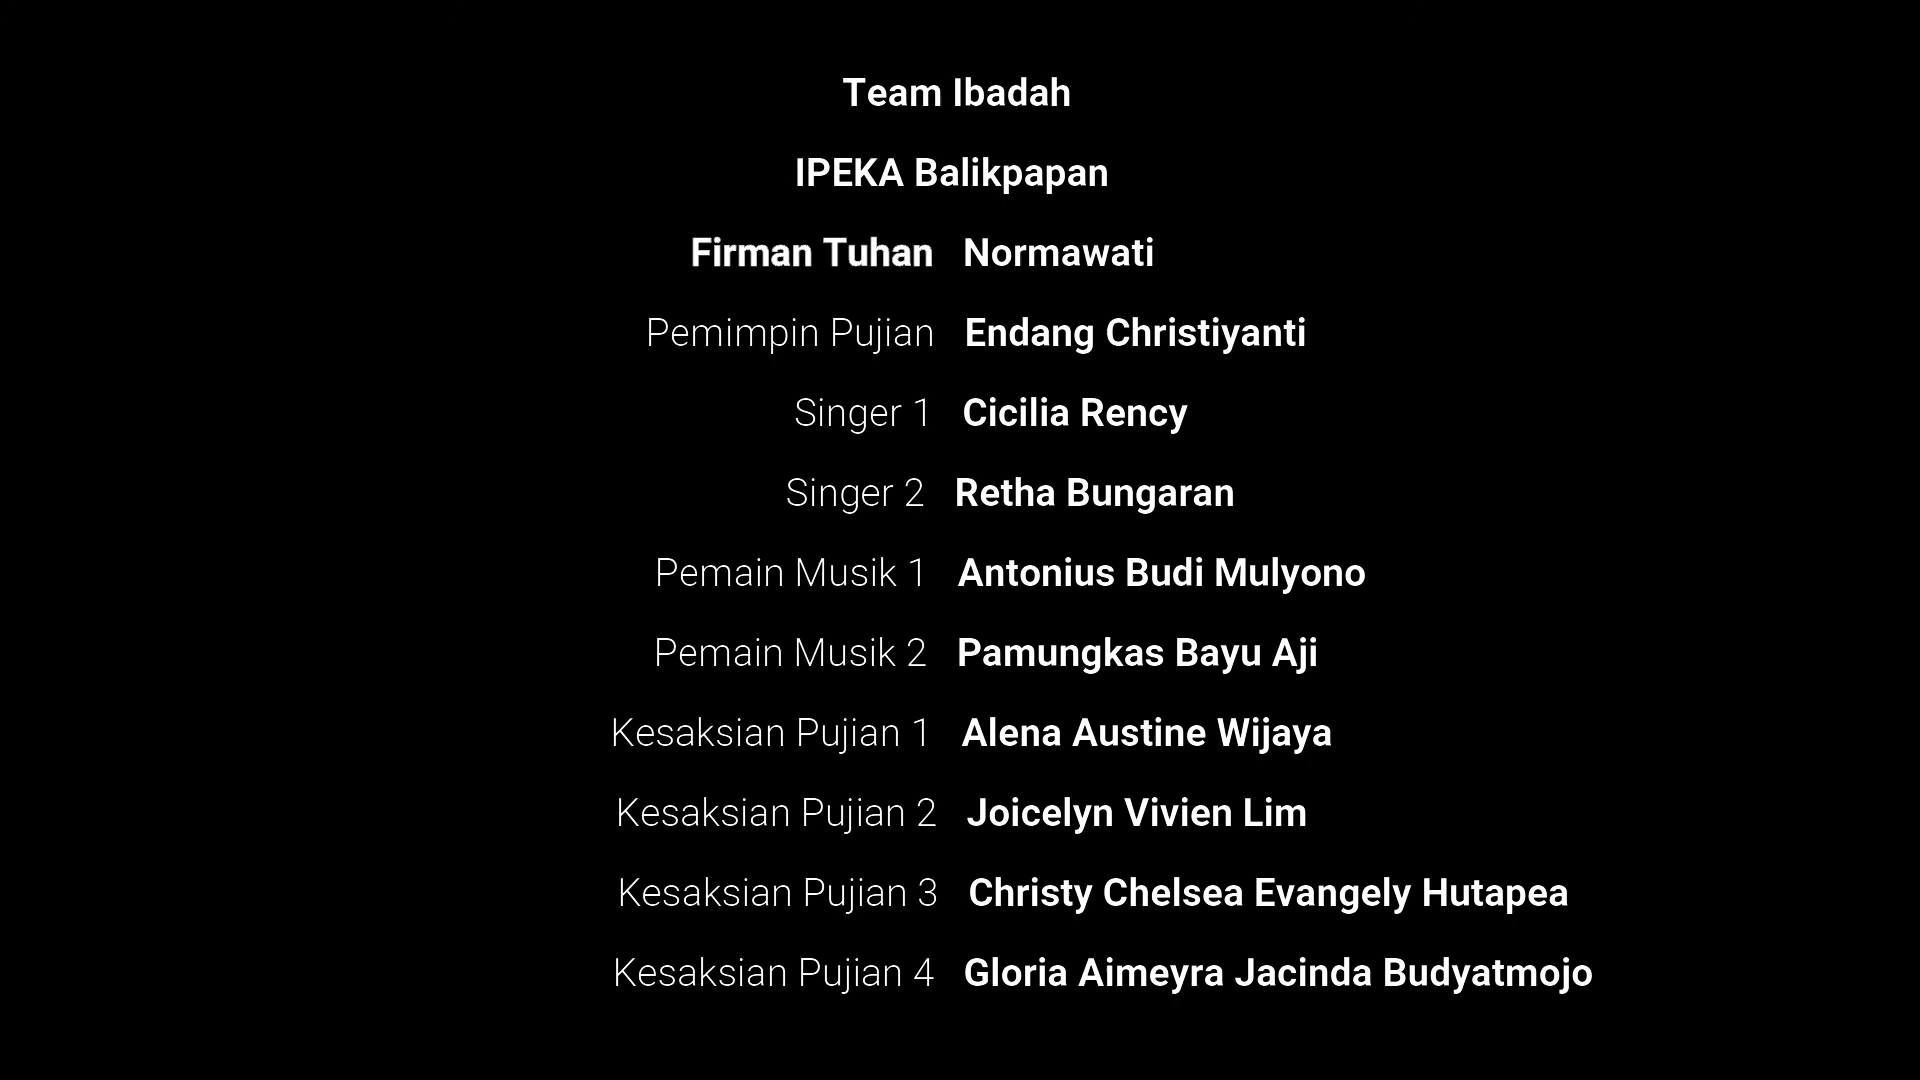 Team Ibadah
IPEKA Balikpapan
Firman Tuhan Normawati
Pemimpin Pujian Endang Christiyanti
Singer 1 Cicilia Rency
Singer 2 Retha Bungaran
Pemain Musik 1 Antonius Budi Mulyono
Pemain Musik 2 Pamungkas Bayu Aji
Kesaksian Pujian 1 Alena Austine Wijaya
Kesaksian Pujian 2 Joicelyn Vivien Lim
Kesaksian Pujian 3 Christy Chelsea Evangely Hutapea
Kesaksian Pujian 4 Gloria Aimeyra Jacinda Budyatmojo